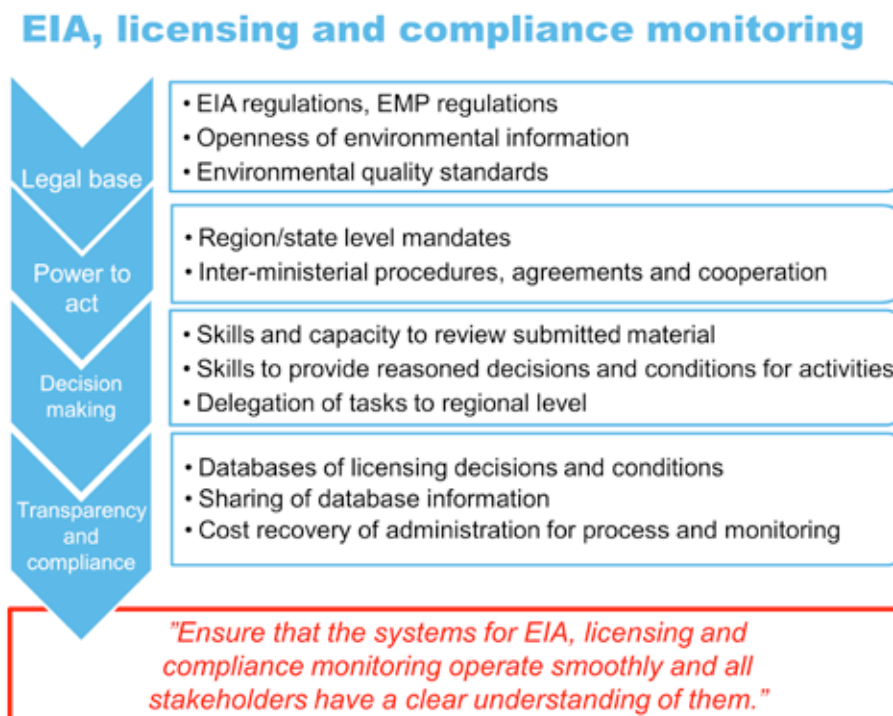 EIA, licensing and compliance monitoring
Legal base
• EIA regulations, EMP regulations
• Openness of environmental information
• Environmental quality standards
Power to
act
• Region/state level mandates
• Inter-ministerial procedures, agreements and cooperation
Decision
making
• Skills and capacity to review submitted material
• Skills to provide reasoned decisions and conditions for activities
• Delegation of tasks to regional level
Transparency
and
compliance
• Databases of licensing decisions and conditions
• Sharing of database information
• Cost recovery of administration for process and monitoring
”Ensure that the systems for EIA, licensing and
compliance monitoring operate smoothly and all
stakeholders have a clear understanding of them.”